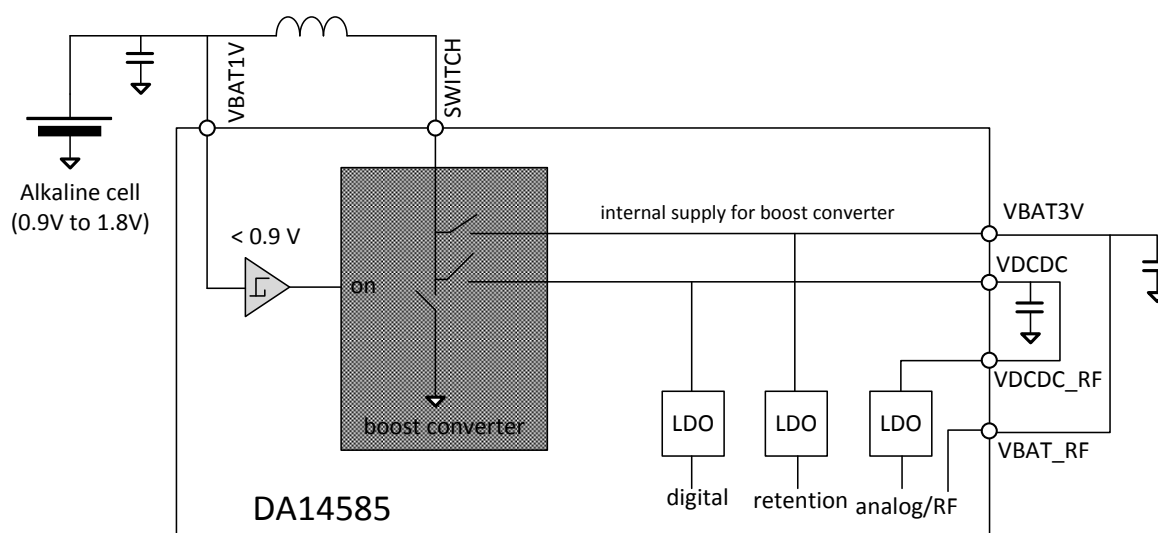 VBAT1V
SWITCH
Alkaline cell
(0.9V to 1.8V)
< 0.9 V
on
boost converter
internal supply for boost converter
VBAT3V
VDCDC
VDCDC_RF
VBAT_RF
LDO
LDO
LDO
digital
retention
analog/RF
DA14585